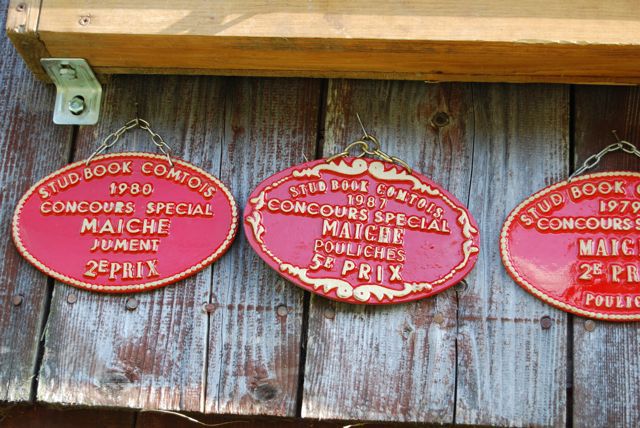 STUD. BOOK COMTOIS
1980
CONCOURS SPECIAL
MAICHE
JUMENT
2E PRIX
STUD. BOOK COMTOIS
1987
CONCOURS SPECIAL
MAICHE
POULICHES
5E PRIX
STUD. BOOK
1979
CONCOURS
MAIC
2E PR
POULIC